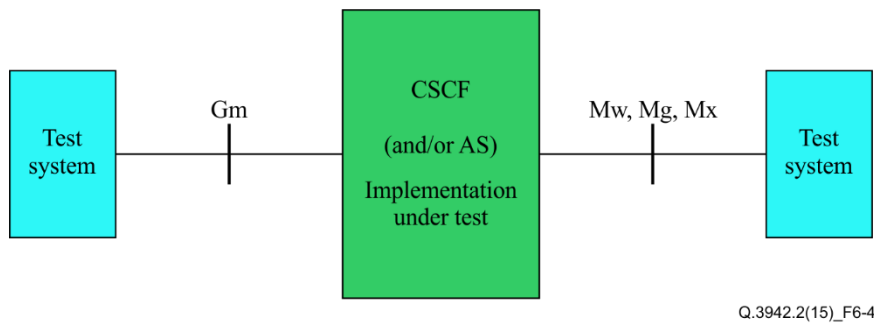 Test
system
Gm
CSCF
(and/or AS)
Implementation
under test
Mw, Mg, Mx
Test
system
Q.3942.2(15)_F6-4